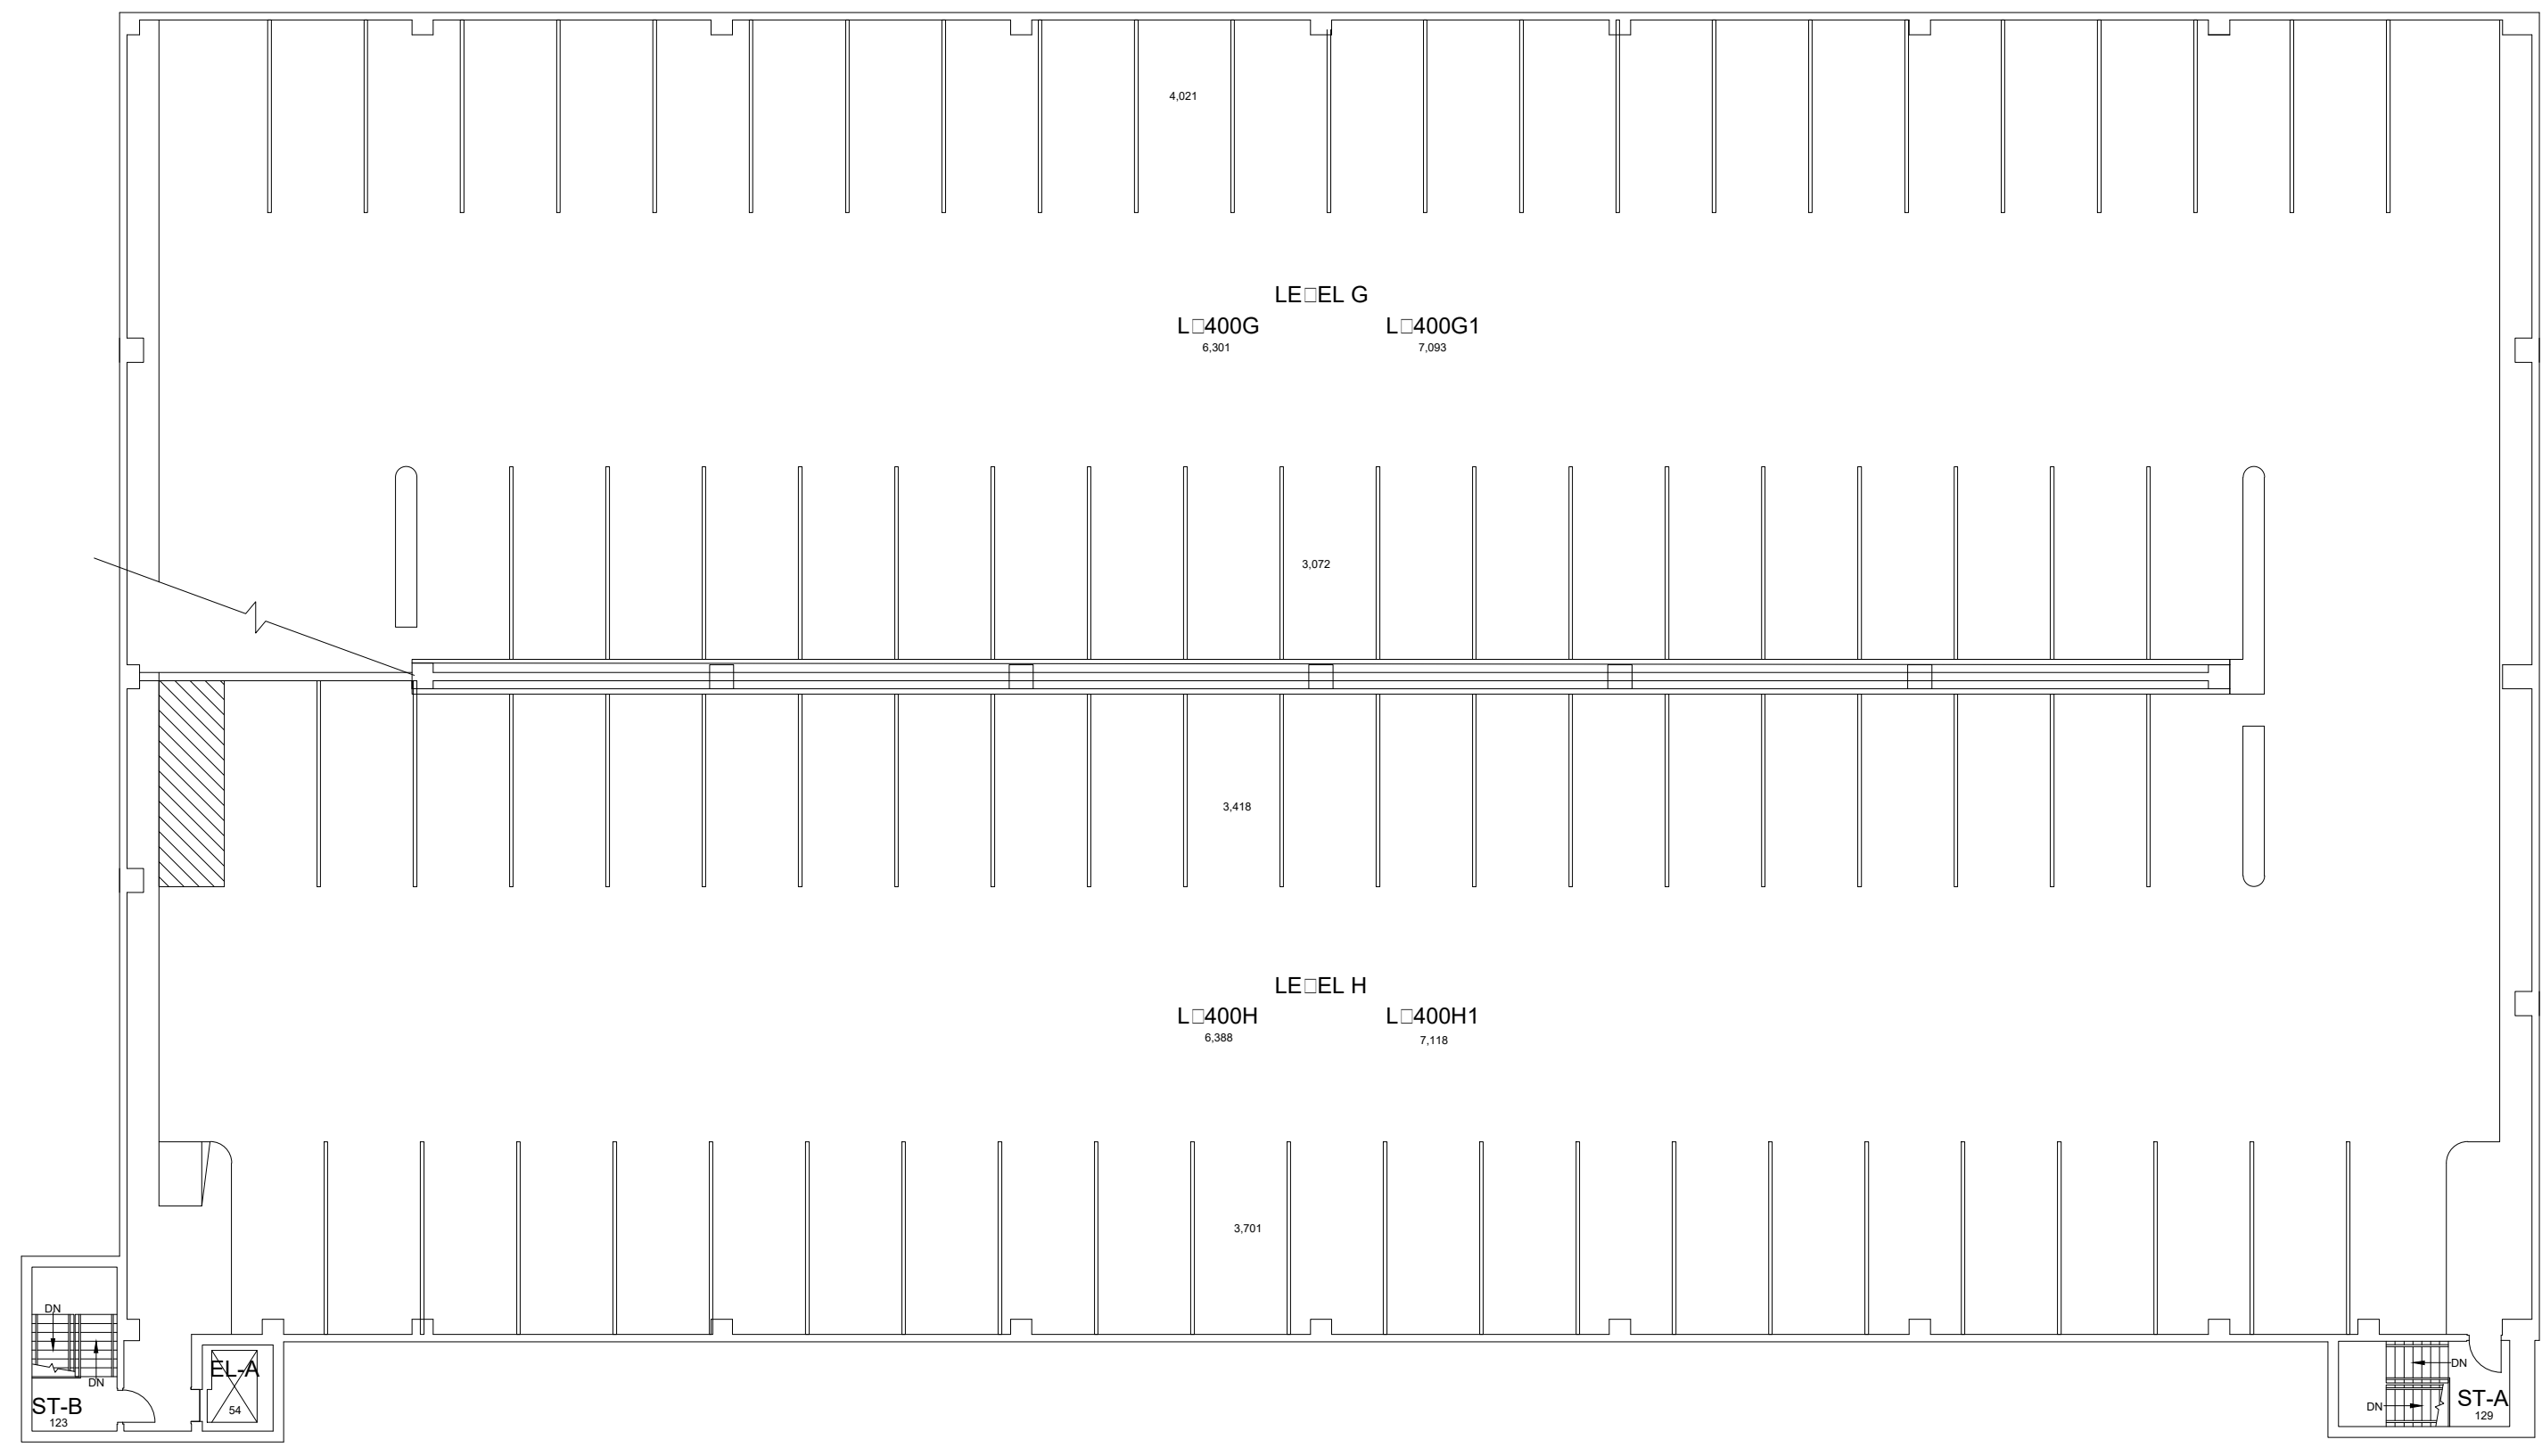 4,021
LE□EL G
L□400G L□400G1
6,301 7,093
3,072
3,418
LE□EL H
L□400H L□400H1
6,388 7,118
3,701
DN
DN
EL-A
54
ST-B
123
DN
DN
ST-A
129